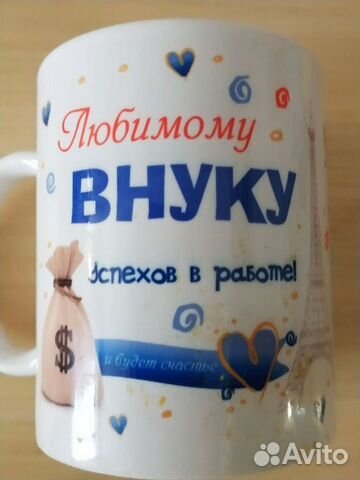 Любимому
ВНУКУ
Успехов в работе!
$
и будет счастье
Avito